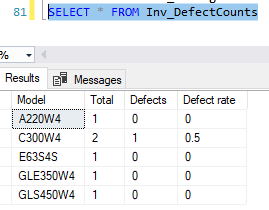 81 SELECT * FROM Inv_DefectCounts
%
Results Messages
Model Total Defects Defect rate
A220W4 1 0 0
C300W4 2 1 0.5
E63S4S 1 0 0
GLE350W4 1 0 0
GLS450W4 1 0 0